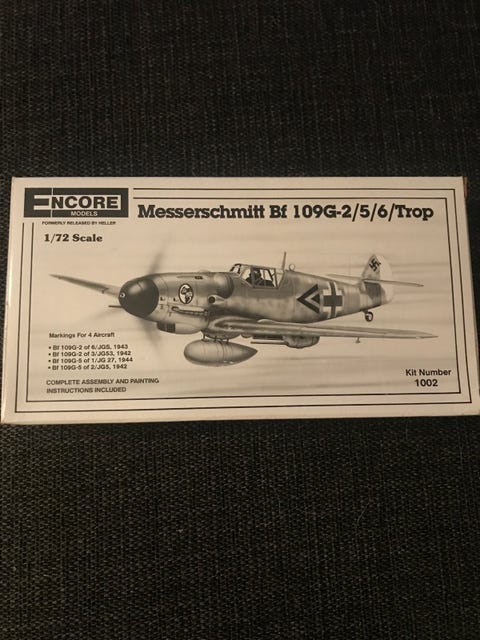 ENCORE
MODELS
FORMERLY RELEASED BY HELLER
Messerschmitt Bf 109G-2/5/6/Trop
1/72 Scale
Markings For 4 Aircraft
• Bf 109G-2 of 6/JG5, 1943
• Bf 109G-2 of 3/JG53, 1942
• Bf 109G-5 of 1/JG 27, 1944
• Bf 109G-5 of 2/JG5, 1942
COMPLETE ASSEMBLY AND PAINTING
INSTRUCTIONS INCLUDED
Kit Number
1002